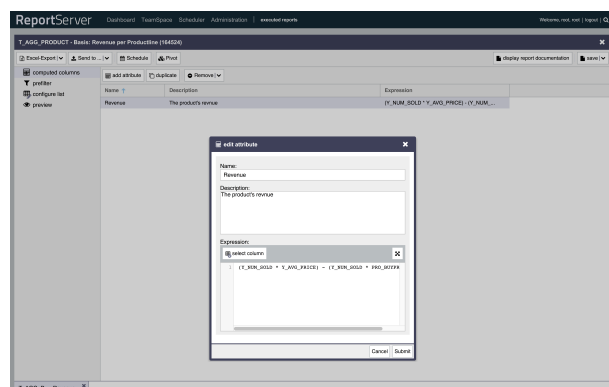 ReportServer Dashboard TeamSpace Scheduler Administration | executed reports Welcome, root, root | logout |
T_AGG_PRODUCT - Basis: Revenue per Productline (164524)
Excel-Export | Send to ... | Schedule Pivot display report documentation save |
computed columns
prefilter
configure list
preview
add attribute duplicate Remove |
Name ↑ Description Expression
Revenue The product's revnue (Y_NUM_SOLD * Y_AVG_PRICE) - (Y_NUM_...
edit attribute
Name:
Revenue
Description:
The product's revnue
Expression:
select column
1 (Y_NUM_SOLD * Y_AVG_PRICE) - (Y_NUM_SOLD * PRO_BUYPR
Cancel Submit